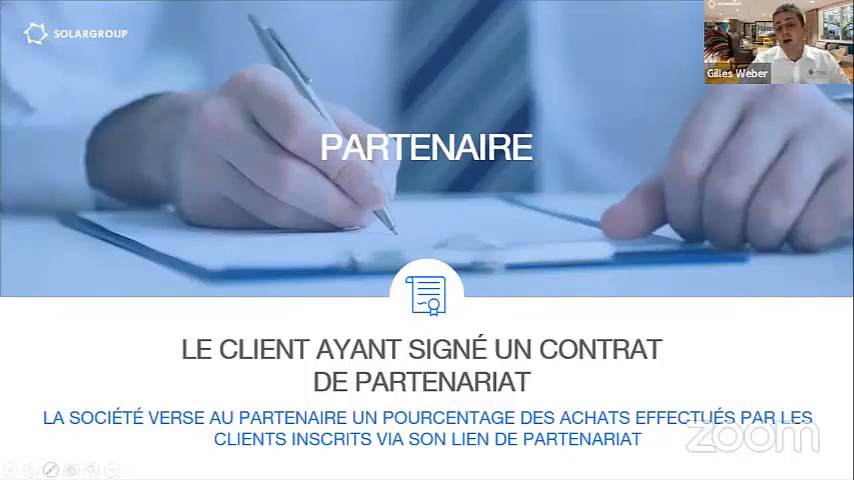 SOLARGROUP
Gilles Weber
PARTENAIRE
LE CLIENT AYANT SIGNÉ UN CONTRAT
DE PARTENARIAT
LA SOCIÉTÉ VERSE AU PARTENAIRE UN POURCENTAGE DES ACHATS EFFECTUÉS PAR LES
CLIENTS INSCRITS VIA SON LIEN DE PARTENARIAT
zoom